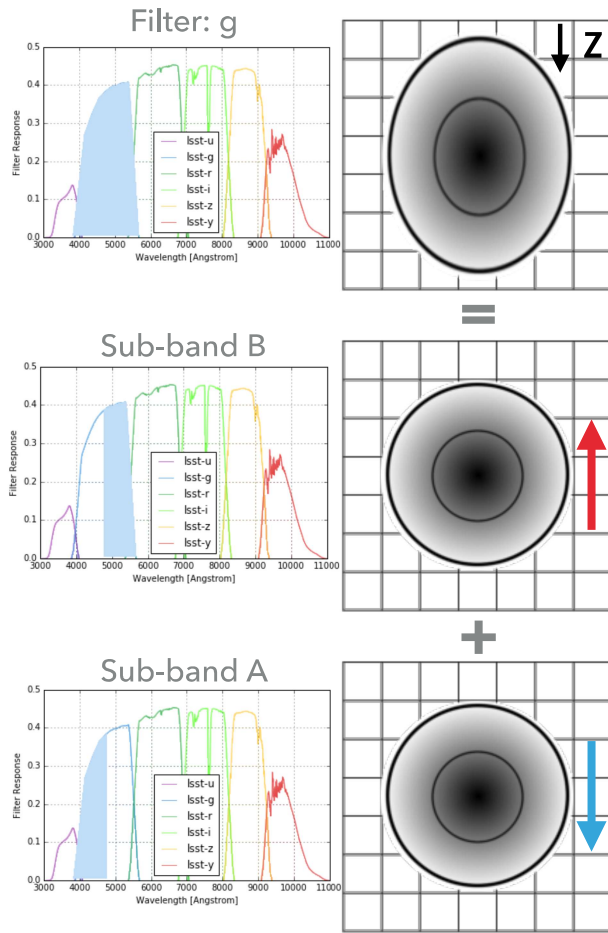 Filter: g
Z
0.5
0.4
0.3
0.2
0.1
0.0
Filter Response
lsst-u
lsst-g
lsst-r
lsst-i
lsst-z
lsst-y
3000 4000 5000 6000 7000 8000 9000 10000 11000
Wavelength [Angstrom]
=
Sub-band B
0.5
0.4
0.3
0.2
0.1
0.0
Filter Response
lsst-u
lsst-g
lsst-r
lsst-i
lsst-z
lsst-y
3000 4000 5000 6000 7000 8000 9000 10000 11000
Wavelength [Angstrom]
+
Sub-band A
0.5
0.4
0.3
0.2
0.1
0.0
Filter Response
lsst-u
lsst-g
lsst-r
lsst-i
lsst-z
lsst-y
3000 4000 5000 6000 7000 8000 9000 10000 11000
Wavelength [Angstrom]